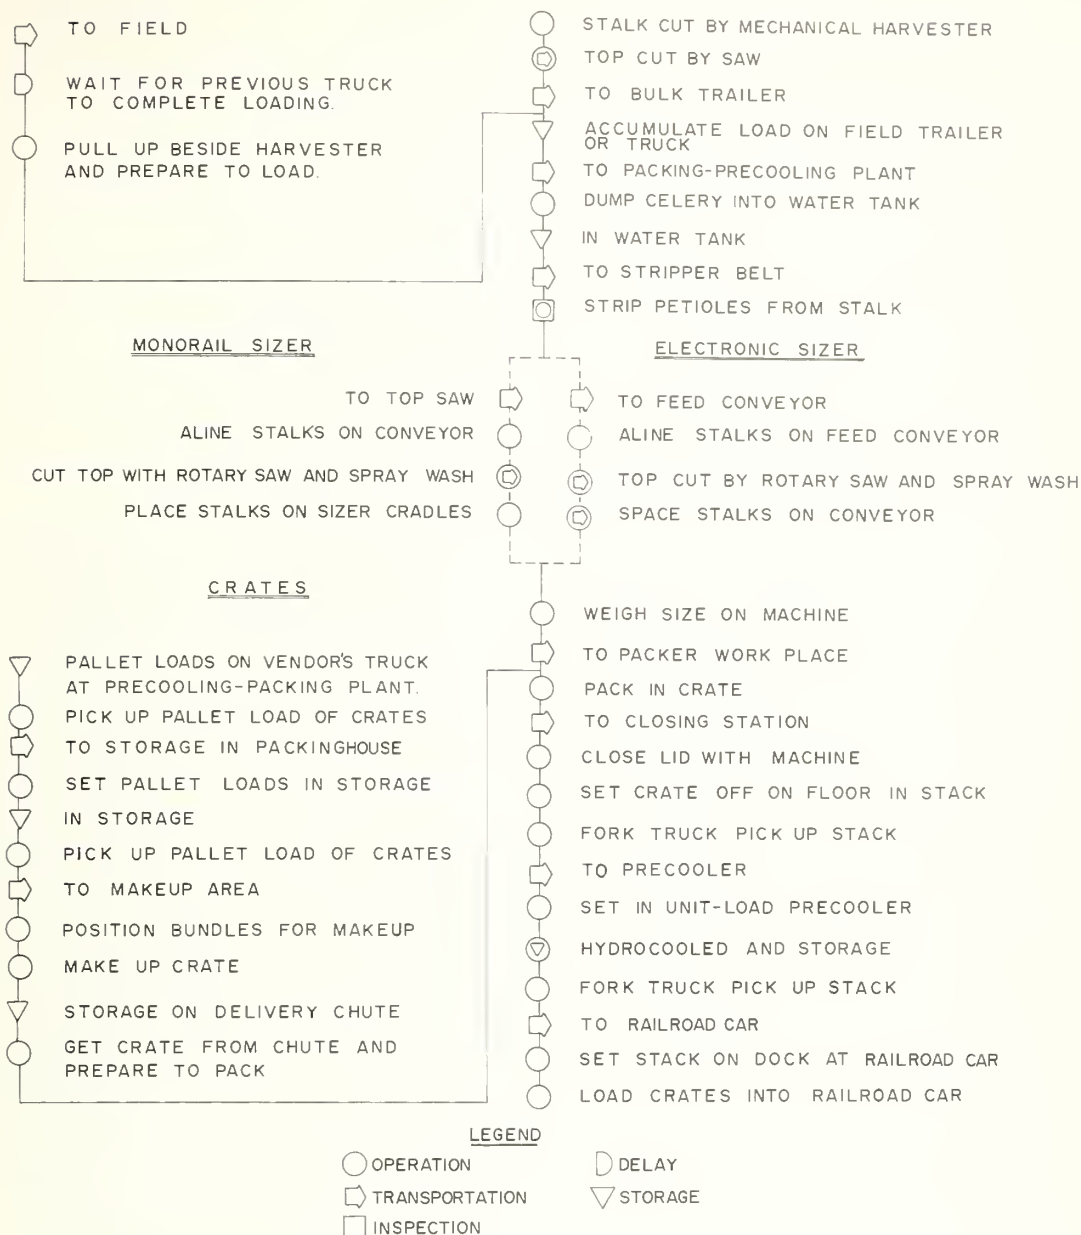 TO FIELD
WAIT FOR PREVIOUS TRUCK
TO COMPLETE LOADING.
PULL UP BESIDE HARVESTER
AND PREPARE TO LOAD.
STALK CUT BY MECHANICAL HARVESTER
TOP CUT BY SAW
TO BULK TRAILER
ACCUMULATE LOAD ON FIELD TRAILER
OR TRUCK
TO PACKING-PRECOOLING PLANT
DUMP CELERY INTO WATER TANK
IN WATER TANK
TO STRIPPER BELT
STRIP PETIOLES FROM STALK
MONORAIL SIZER
TO TOP SAW
ALINE STALKS ON CONVEYOR
CUT TOP WITH ROTARY SAW AND SPRAY WASH
PLACE STALKS ON SIZER CRADLES
ELECTRONIC SIZER
TO FEED CONVEYOR
ALINE STALKS ON FEED CONVEYOR
TOP CUT BY ROTARY SAW AND SPRAY WASH
SPACE STALKS ON CONVEYOR
CRATES
PALLET LOADS ON VENDOR'S TRUCK
AT PRECOOLING-PACKING PLANT.
PICK UP PALLET LOAD OF CRATES
TO STORAGE IN PACKINGHOUSE
SET PALLET LOADS IN STORAGE
IN STORAGE
PICK UP PALLET LOAD OF CRATES
TO MAKEUP AREA
POSITION BUNDLES FOR MAKEUP
MAKE UP CRATE
STORAGE ON DELIVERY CHUTE
GET CRATE FROM CHUTE AND
PREPARE TO PACK
WEIGH SIZE ON MACHINE
TO PACKER WORK PLACE
PACK IN CRATE
TO CLOSING STATION
CLOSE LID WITH MACHINE
SET CRATE OFF ON FLOOR IN STACK
FORK TRUCK PICK UP STACK
TO PRECOOLER
SET IN UNIT-LOAD PRECOOLER
HYDROCOOLED AND STORAGE
FORK TRUCK PICK UP STACK
TO RAILROAD CAR
SET STACK ON DOCK AT RAILROAD CAR
LOAD CRATES INTO RAILROAD CAR
LEGEND
OPERATION
DELAY
TRANSPORTATION
STORAGE
INSPECTION